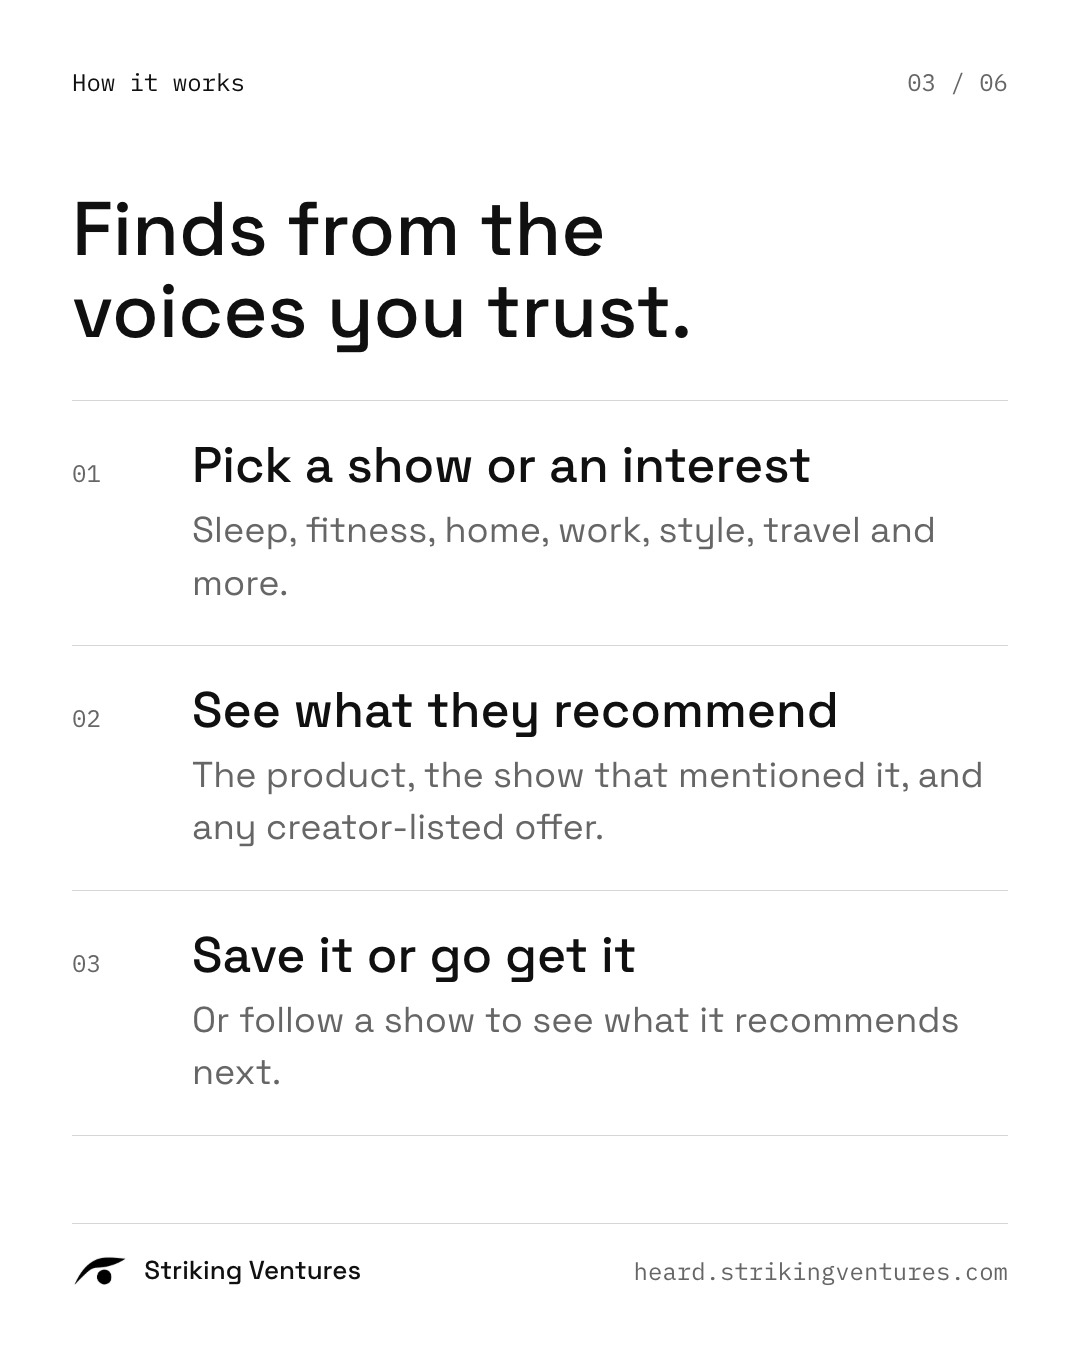 How it works
03 / 06
Finds from the
voices you trust.
01
Pick a show or an interest
Sleep, fitness, home, work, style, travel and
more.
02
See what they recommend
The product, the show that mentioned it, and
any creator-listed offer.
03
Save it or go get it
Or follow a show to see what it recommends
next.
Striking Ventures
heard.strikingventures.com